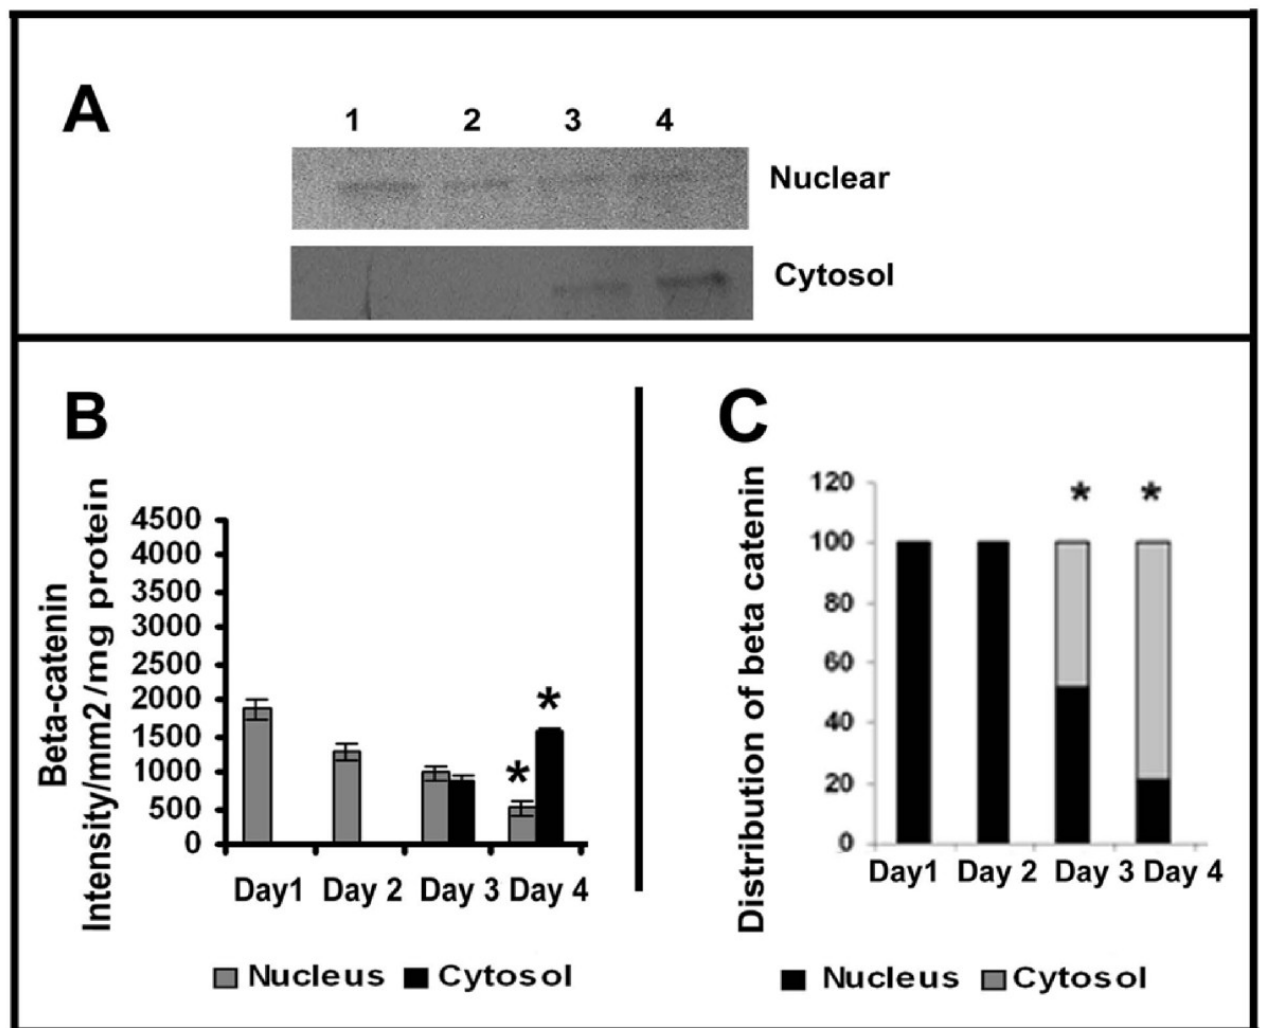 A
1 2 3 4
Nuclear
Cytosol
B
Beta-catenin
Intensity/mm2/mg protein
4500
4000
3500
3000
2500
2000
1500
1000
500
0
*
*
Day1 Day 2 Day 3 Day 4
Nucleus Cytosol
C
Distribution of beta catenin
120
100
80
60
40
20
0
* *
Day1 Day 2 Day 3 Day 4
Nucleus Cytosol